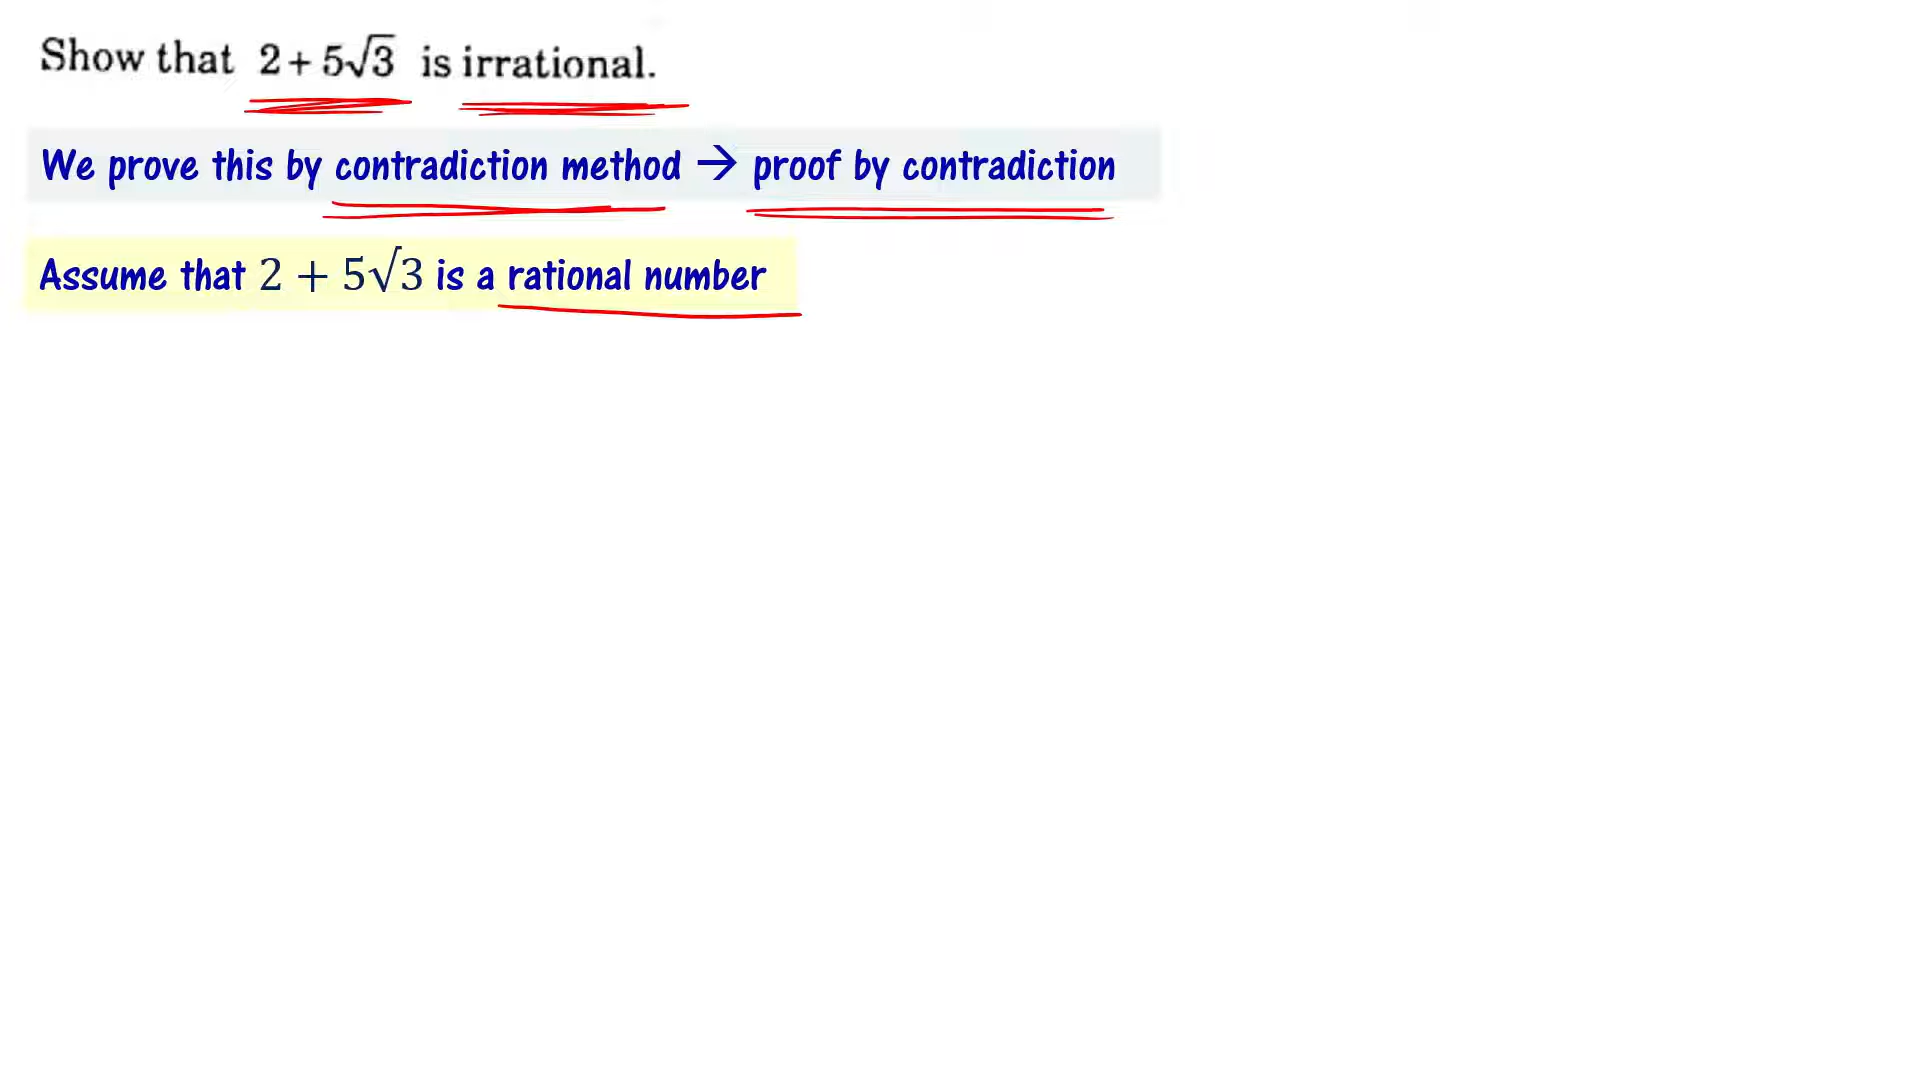 Show that 2 + 5√3 is irrational.
We prove this by contradiction method → proof by contradiction
Assume that 2 + 5√3 is a rational number